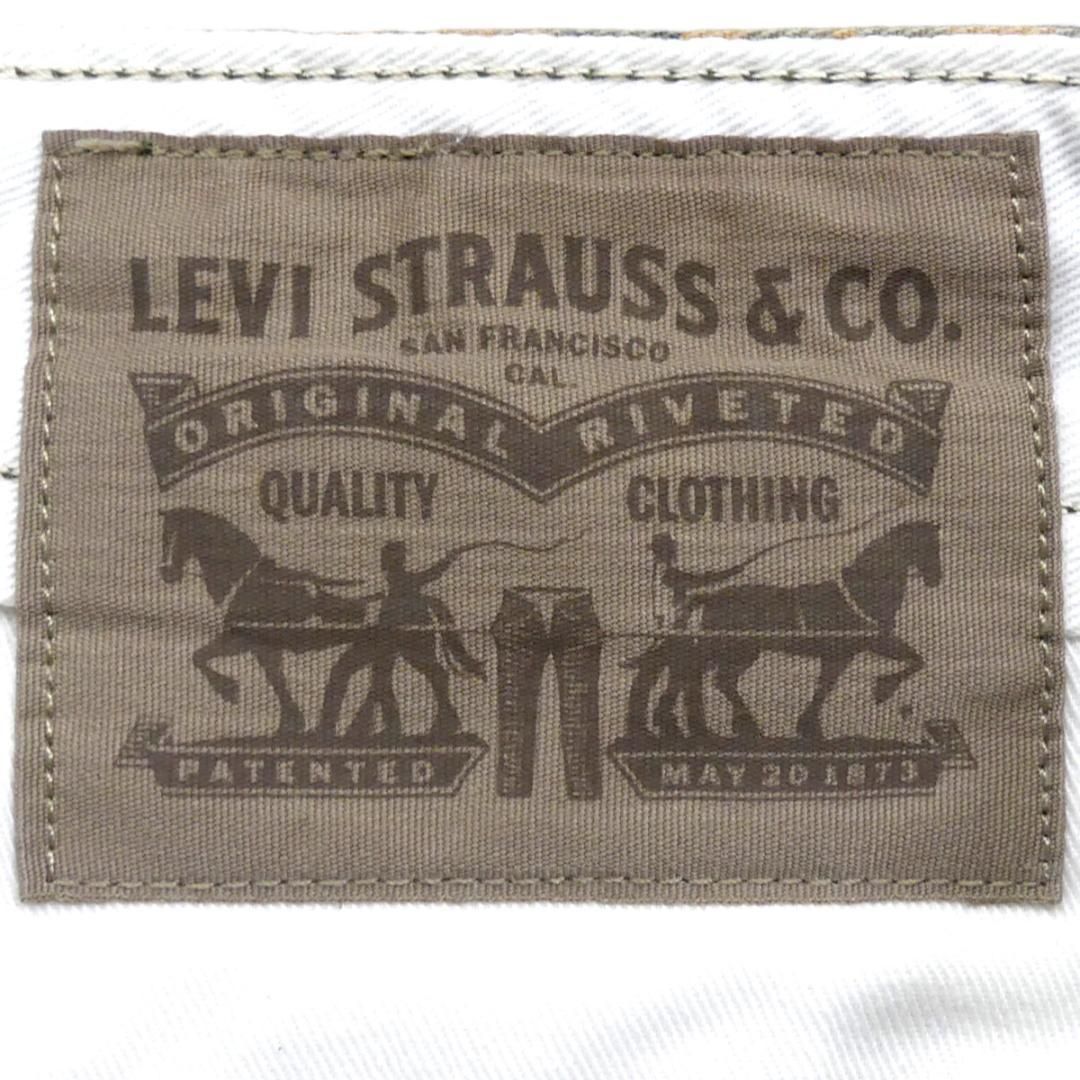 LEVI STRAUSS & CO.
SAN FRANCISCO
CAL.
ORIGINAL RIVETED
QUALITY CLOTHING
PATENTED MAY 20 1873